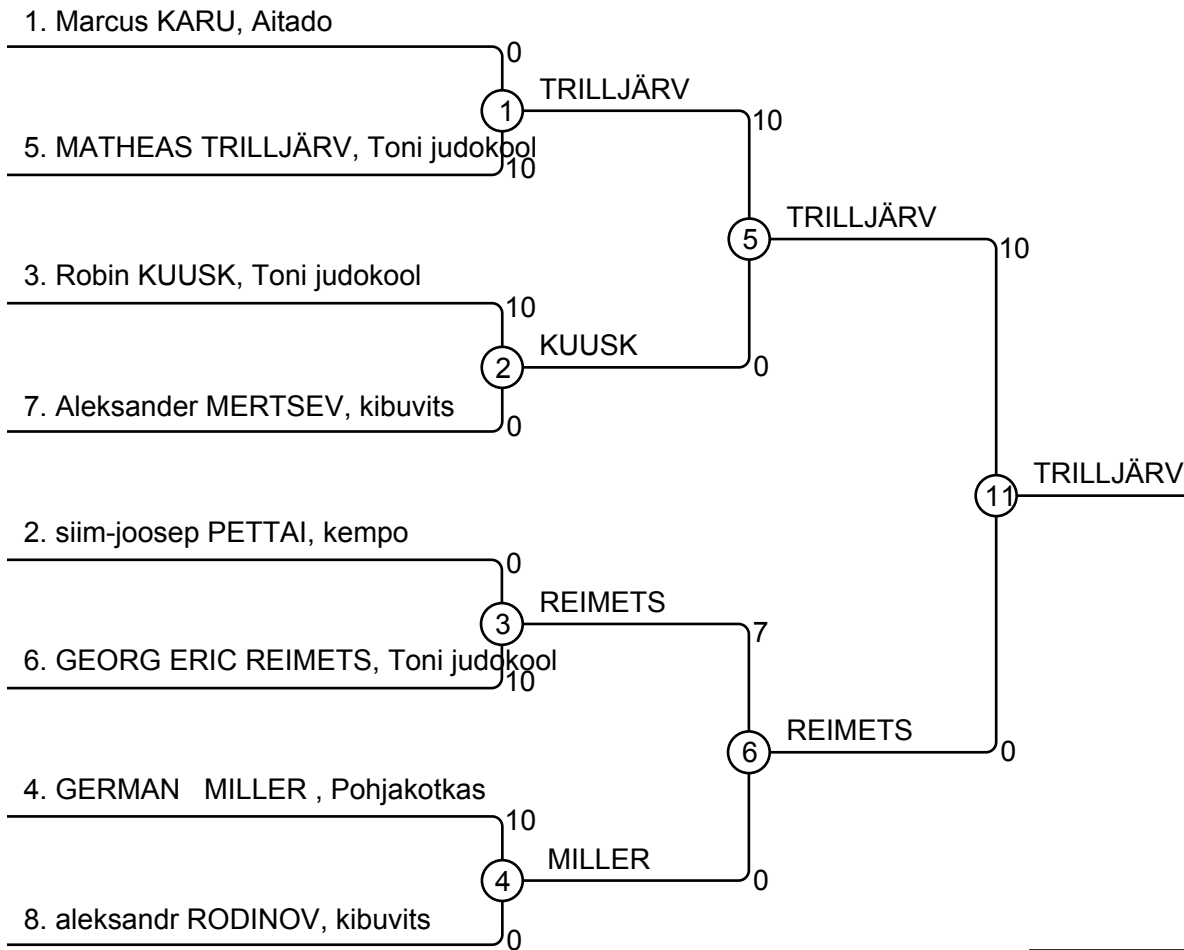 1. Marcus KARU, Aitado
0
TRILLJÄRV
1
10
5. MATHEAS TRILLJÄRV, Toni judokool
10
TRILLJÄRV
5
10
3. Robin KUUSK, Toni judokool
10
KUUSK
2
0
7. Aleksander MERTSEV, kibuvits
0
TRILLJÄRV
11
2. siim-joosep PETTAI, kempo
0
REIMETS
3
7
6. GEORG ERIC REIMETS, Toni judokool
10
REIMETS
6
0
4. GERMAN   MILLER , Pohjakotkas
10
MILLER
4
0
8. aleksandr RODINOV, kibuvits
0